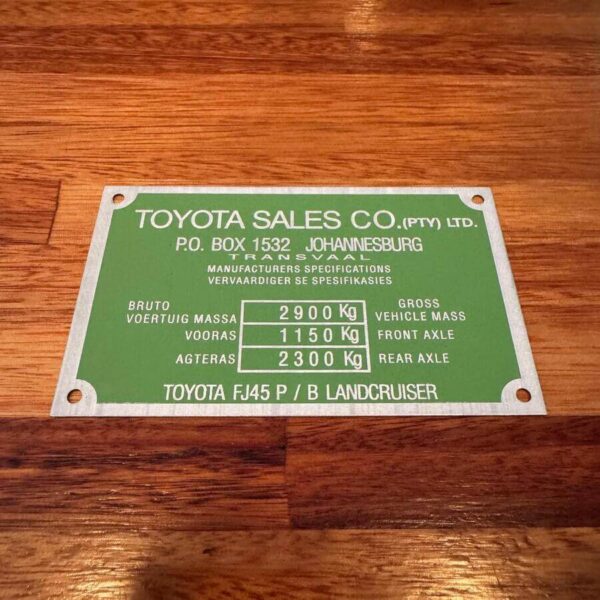 TOYOTA SALES CO.(PTY) LTD.
P.O. BOX 1532 JOHANNESBURG
TRANSVAAL
MANUFACTURERS SPECIFICATIONS
VERVAARDIGER SE SPESIFIKASIES
BRUTO
VOERTUIG MASSA 2900 Kg GROSS
VEHICLE MASS
VOORAS 1150 Kg FRONT AXLE
AGTERAS 2300 Kg REAR AXLE
TOYOTA FJ45 P / B LANDCRUISER